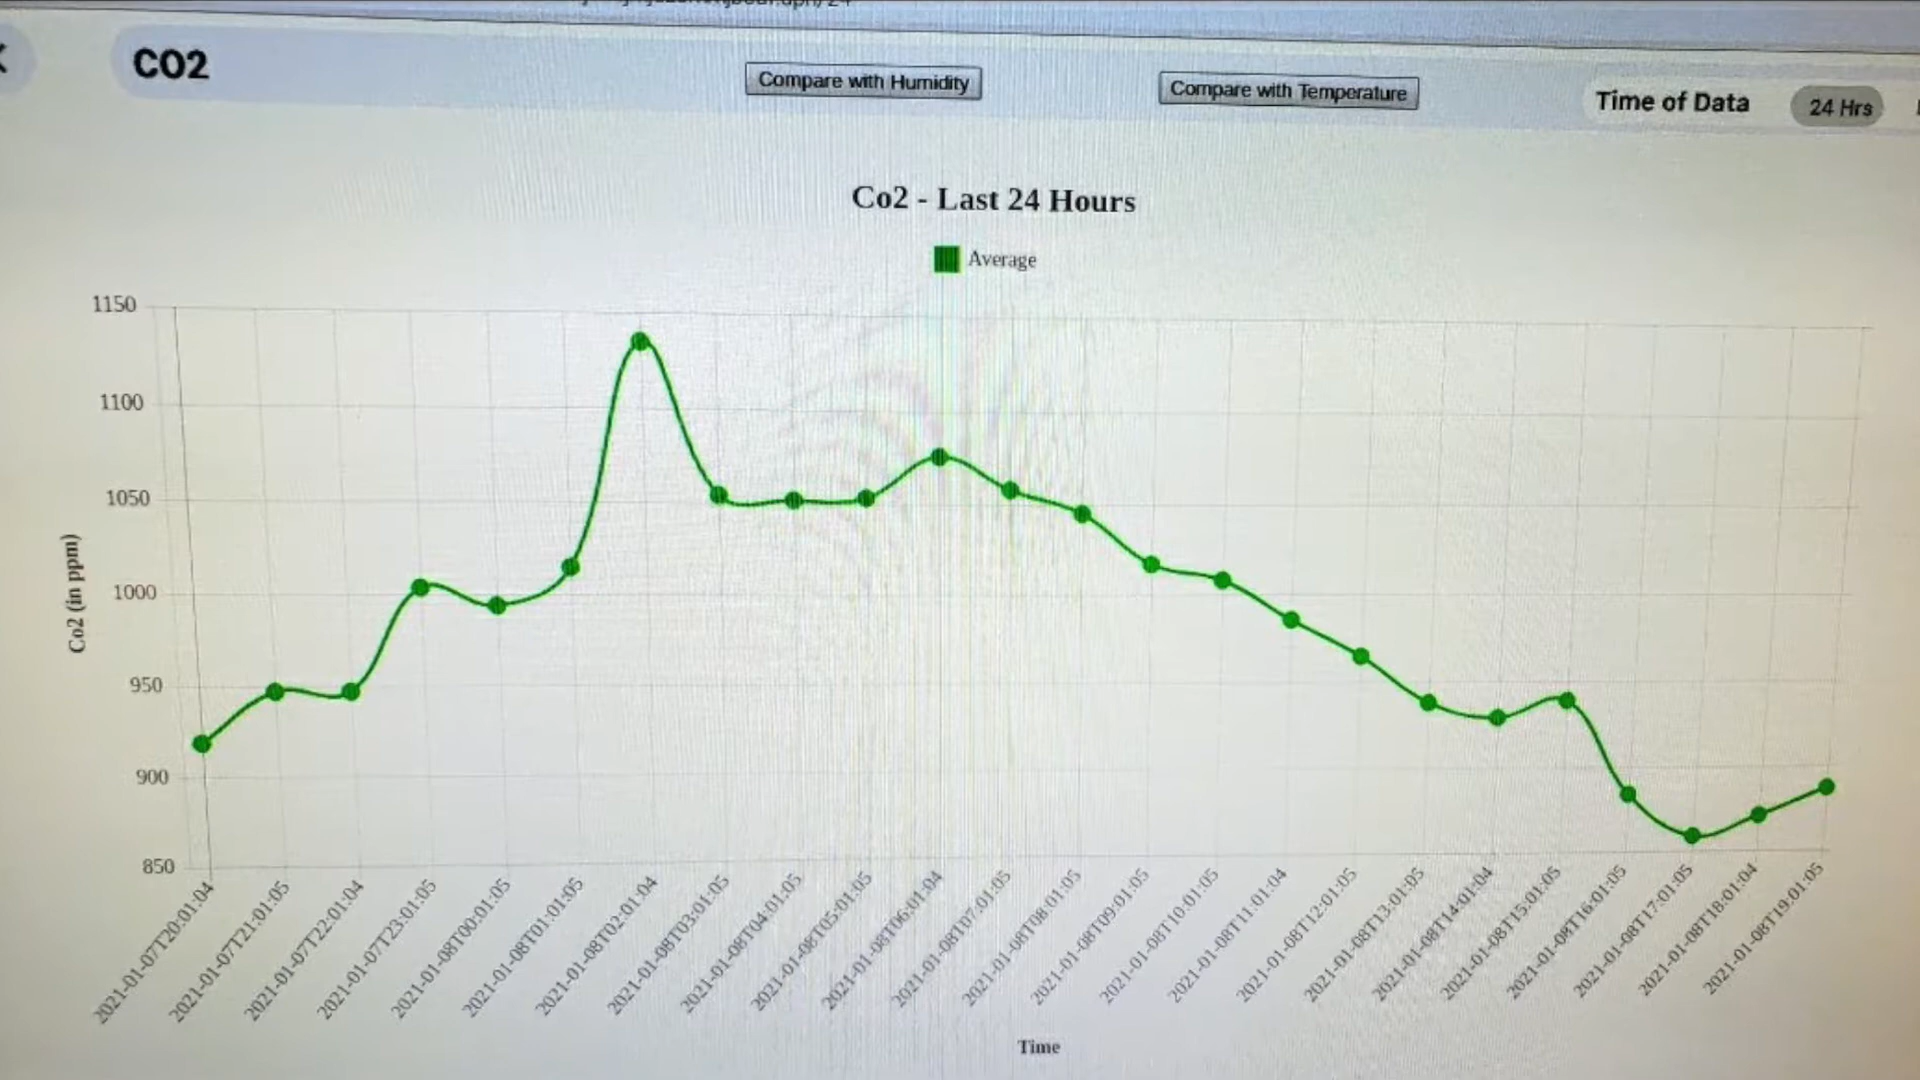 CO2
Compare with Humidity
Compare with Temperature
Time of Data
24 Hrs
Co2 - Last 24 Hours
Average
1150
1100
1050
1000
950
900
850
Co2 (in ppm)
2021-01-07T20:01:04
2021-01-07T21:01:05
2021-01-07T22:01:04
2021-01-07T23:01:05
2021-01-08T00:01:05
2021-01-08T01:01:05
2021-01-08T02:01:04
2021-01-08T03:01:05
2021-01-08T04:01:05
2021-01-08T05:01:05
2021-01-08T06:01:04
2021-01-08T07:01:05
2021-01-08T08:01:05
2021-01-08T09:01:05
2021-01-08T10:01:05
2021-01-08T11:01:04
2021-01-08T12:01:05
2021-01-08T13:01:05
2021-01-08T14:01:04
2021-01-08T15:01:05
2021-01-08T16:01:05
2021-01-08T17:01:05
2021-01-08T18:01:04
2021-01-08T19:01:05
Time